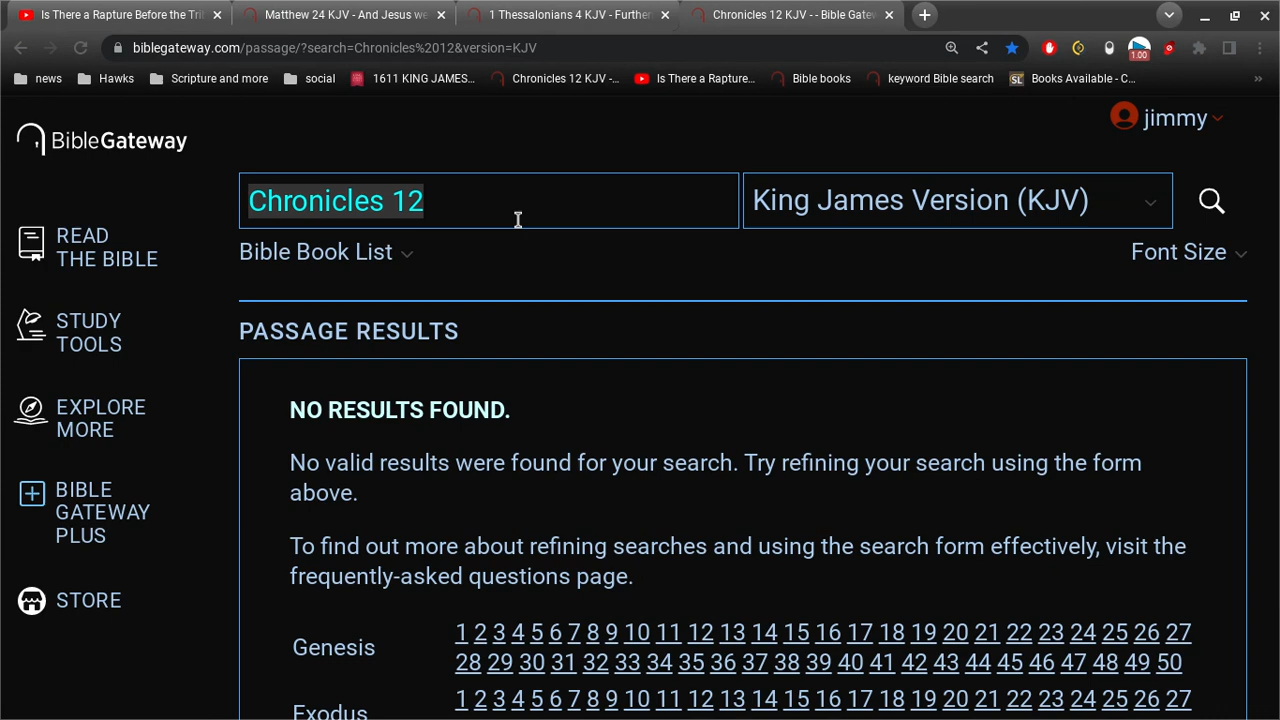 Is There a Rapture Before the Tri
Matthew 24 KJV - And Jesus we
1 Thessalonians 4 KJV - Further
Chronicles 12 KJV - - Bible Gatew
biblegateway.com/passage/?search=Chronicles%2012&version=KJV
1.00
news
Hawks
Scripture and more
social
1611 KING JAMES...
Chronicles 12 KJV -...
Is There a Rapture...
Bible books
keyword Bible search
SL Books Available - C...
»
BibleGateway
jimmy
Chronicles 12
King James Version (KJV)
Bible Book List
Font Size
READ
THE BIBLE
STUDY
TOOLS
EXPLORE
MORE
BIBLE
GATEWAY
PLUS
STORE
PASSAGE RESULTS
NO RESULTS FOUND.
No valid results were found for your search. Try refining your search using the form
above.
To find out more about refining searches and using the search form effectively, visit the
frequently-asked questions page.
Genesis
1 2 3 4 5 6 7 8 9 10 11 12 13 14 15 16 17 18 19 20 21 22 23 24 25 26 27
28 29 30 31 32 33 34 35 36 37 38 39 40 41 42 43 44 45 46 47 48 49 50
Exodus
1 2 3 4 5 6 7 8 9 10 11 12 13 14 15 16 17 18 19 20 21 22 23 24 25 26 27